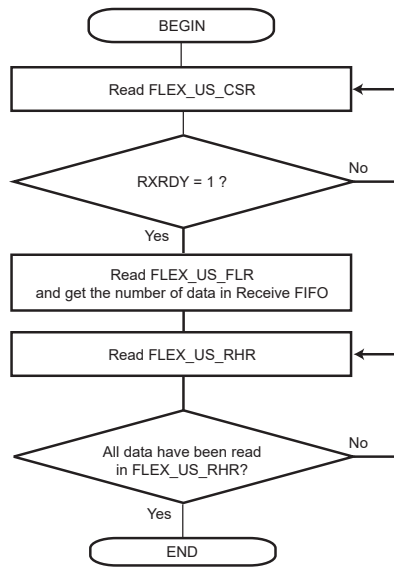 BEGIN
Read FLEX_US_CSR
RXRDY = 1 ?
No
Yes
Read FLEX_US_FLR
and get the number of data in Receive FIFO
Read FLEX_US_RHR
All data have been read
in FLEX_US_RHR?
No
Yes
END